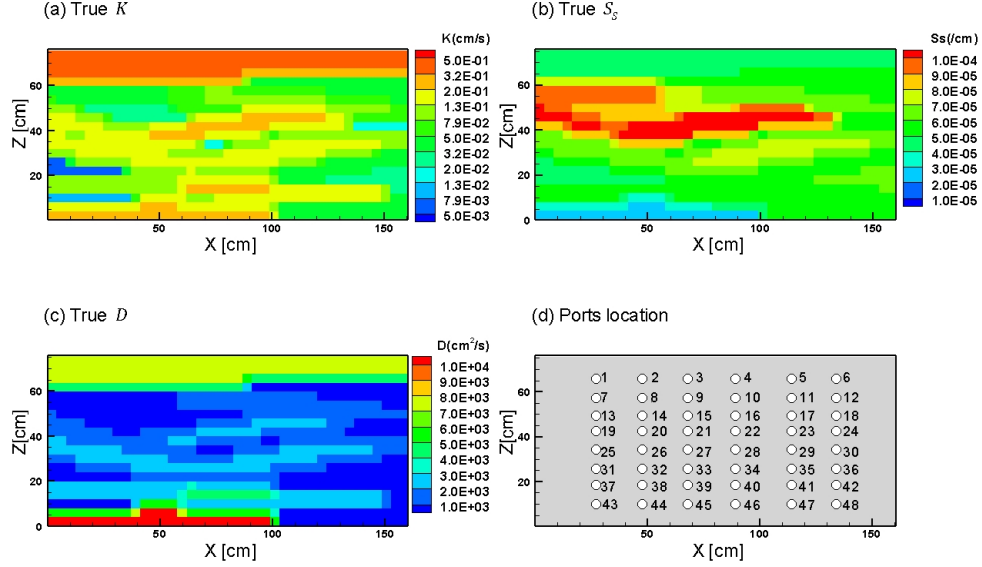 (a) True K
K(cm/s)
5.0E-01
3.2E-01
2.0E-01
1.3E-01
7.9E-02
5.0E-02
3.2E-02
2.0E-02
1.3E-02
7.9E-03
5.0E-03
Z [cm]
60
40
20
0
50
100
150
X [cm]
(b) True Ss
Ss(/cm)
1.0E-04
9.0E-05
8.0E-05
7.0E-05
6.0E-05
5.0E-05
4.0E-05
3.0E-05
2.0E-05
1.0E-05
Z[cm]
60
40
20
0
50
100
150
X [cm]
(c) True D
D(cm²/s)
1.0E+04
9.0E+03
8.0E+03
7.0E+03
6.0E+03
5.0E+03
4.0E+03
3.0E+03
2.0E+03
1.0E+03
Z[cm]
60
40
20
0
50
100
150
X [cm]
(d) Ports location
Z[cm]
60
40
20
0
1 2 3 4 5 6
7 8 9 10 11 12
13 14 15 16 17 18
19 20 21 22 23 24
25 26 27 28 29 30
31 32 33 34 35 36
37 38 39 40 41 42
43 44 45 46 47 48
50
100
150
X [cm]